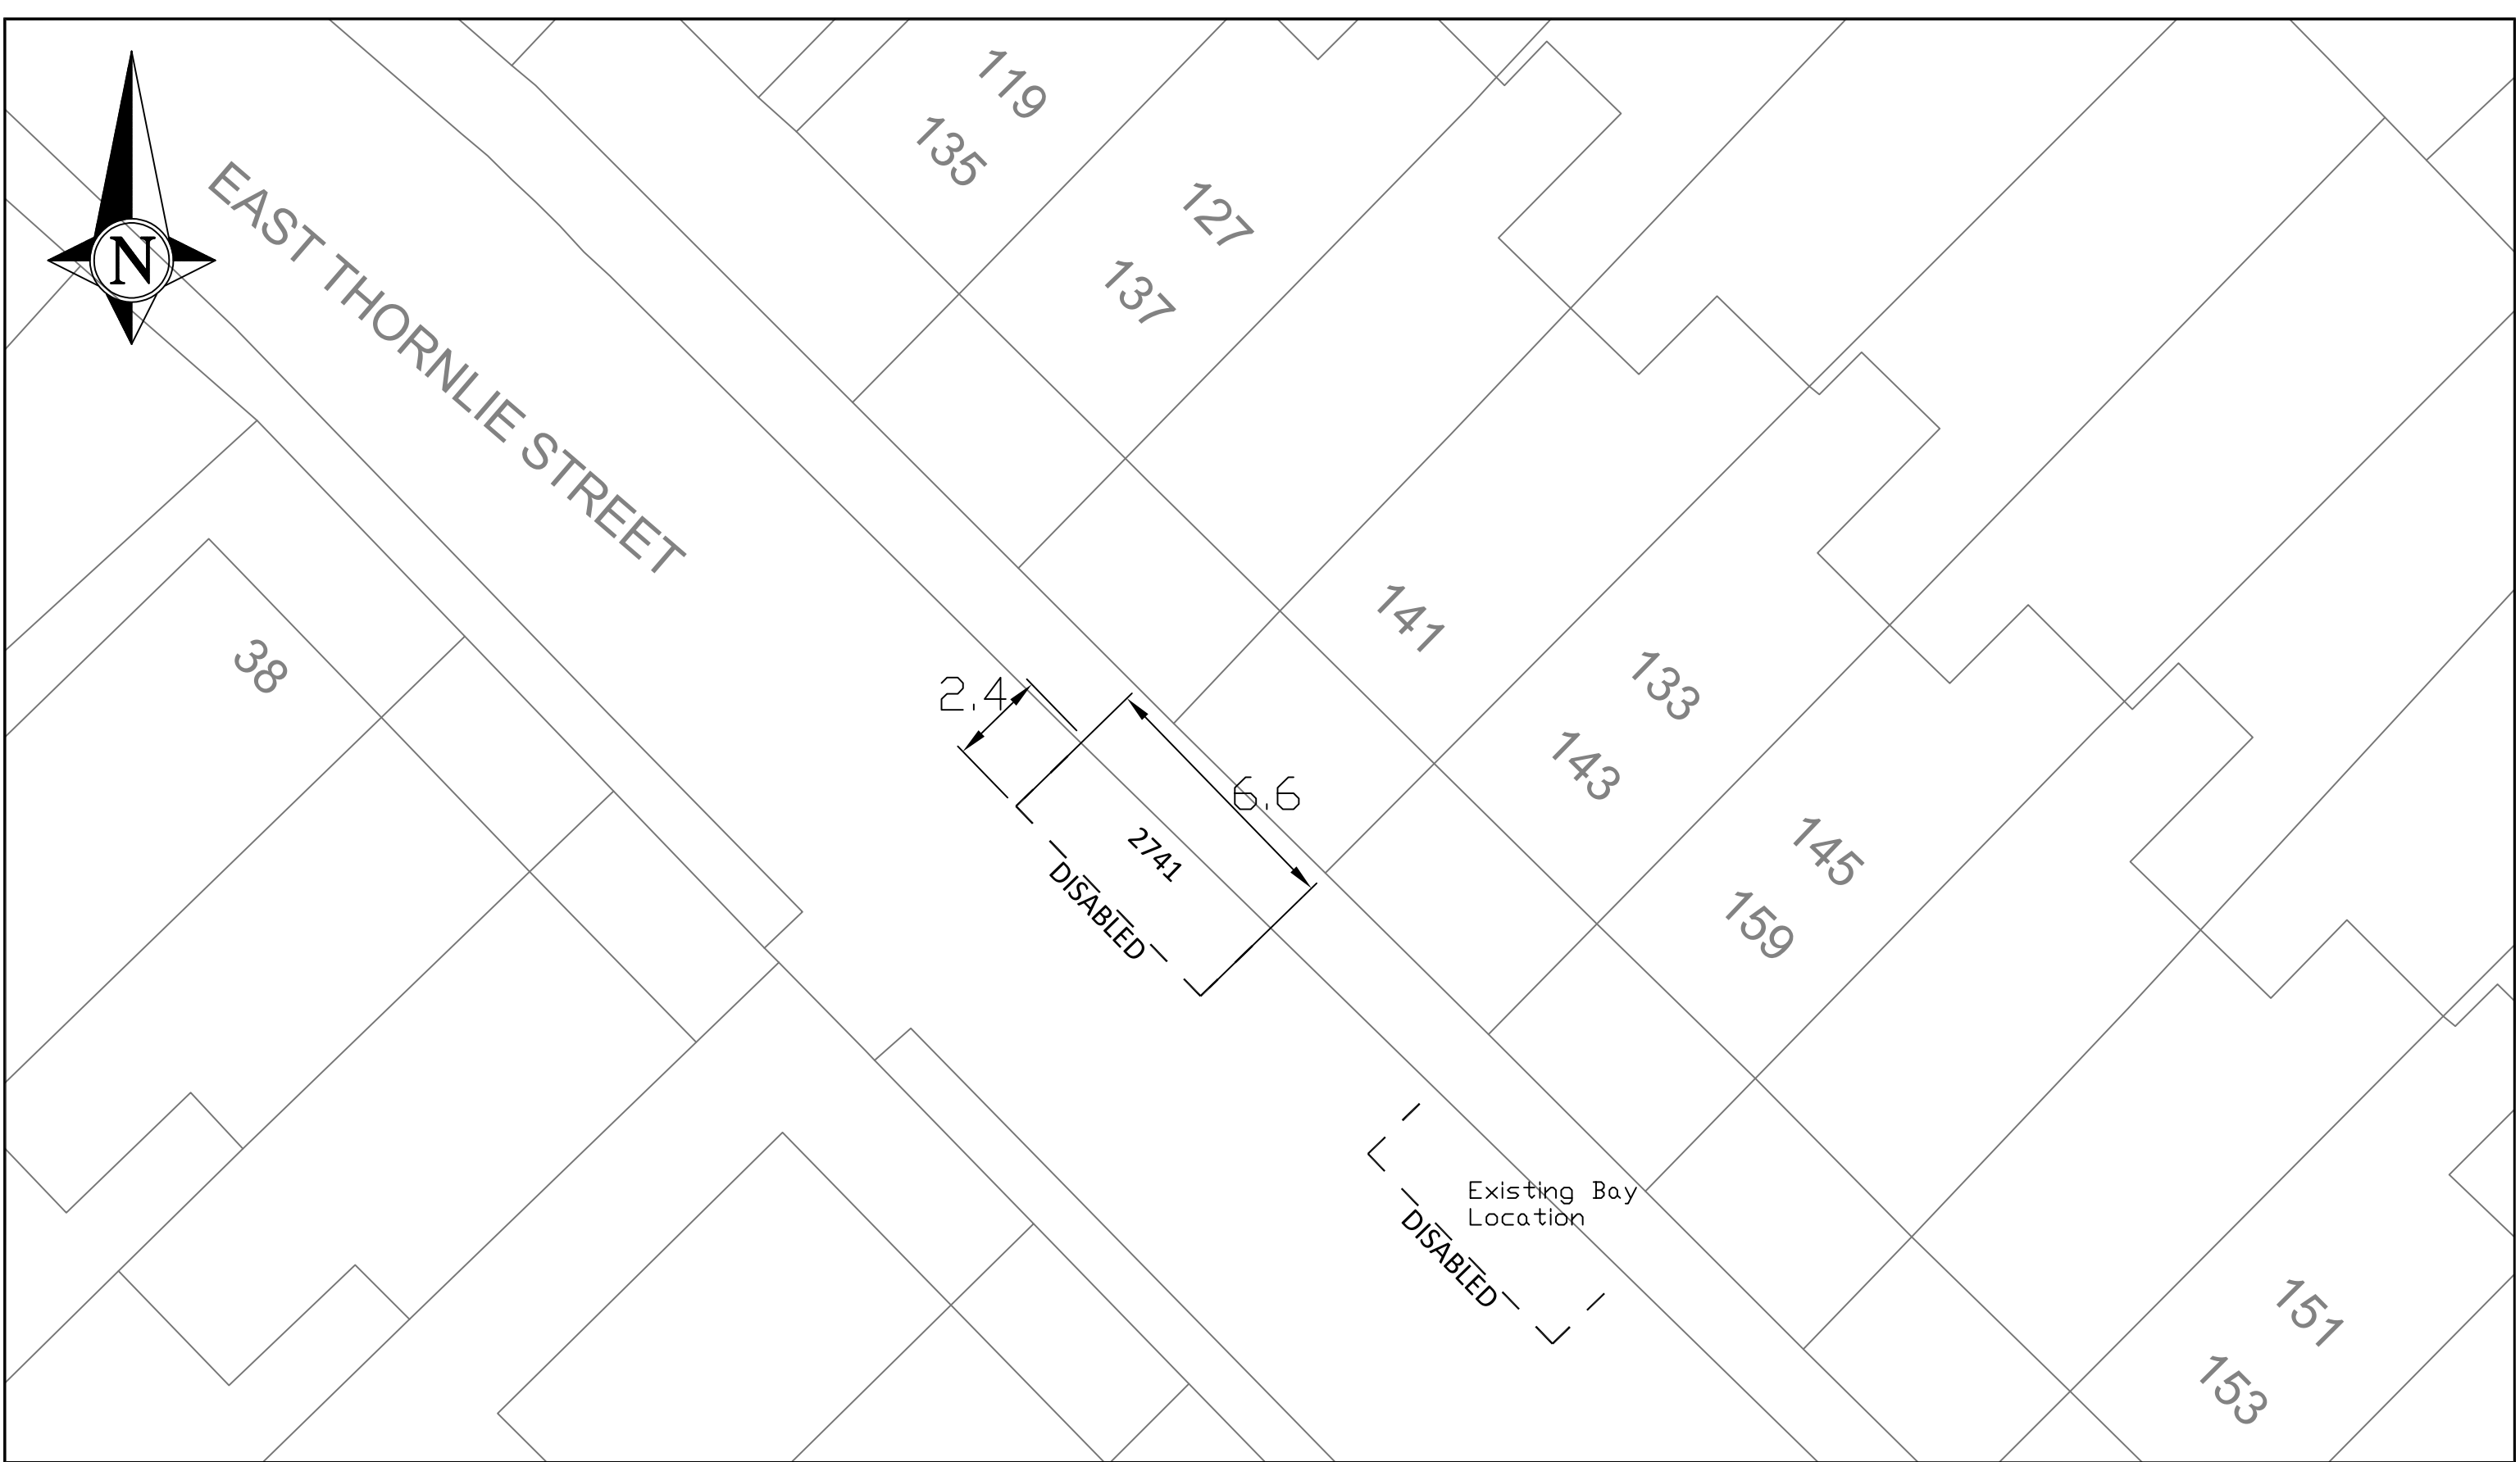 119
135
N
EAST THORNLIE STREET
127
137
38
141
133
2.4
143
6.6
2741
145
DISABLED
159
Existing Bay
Location
DISABLED
151
153